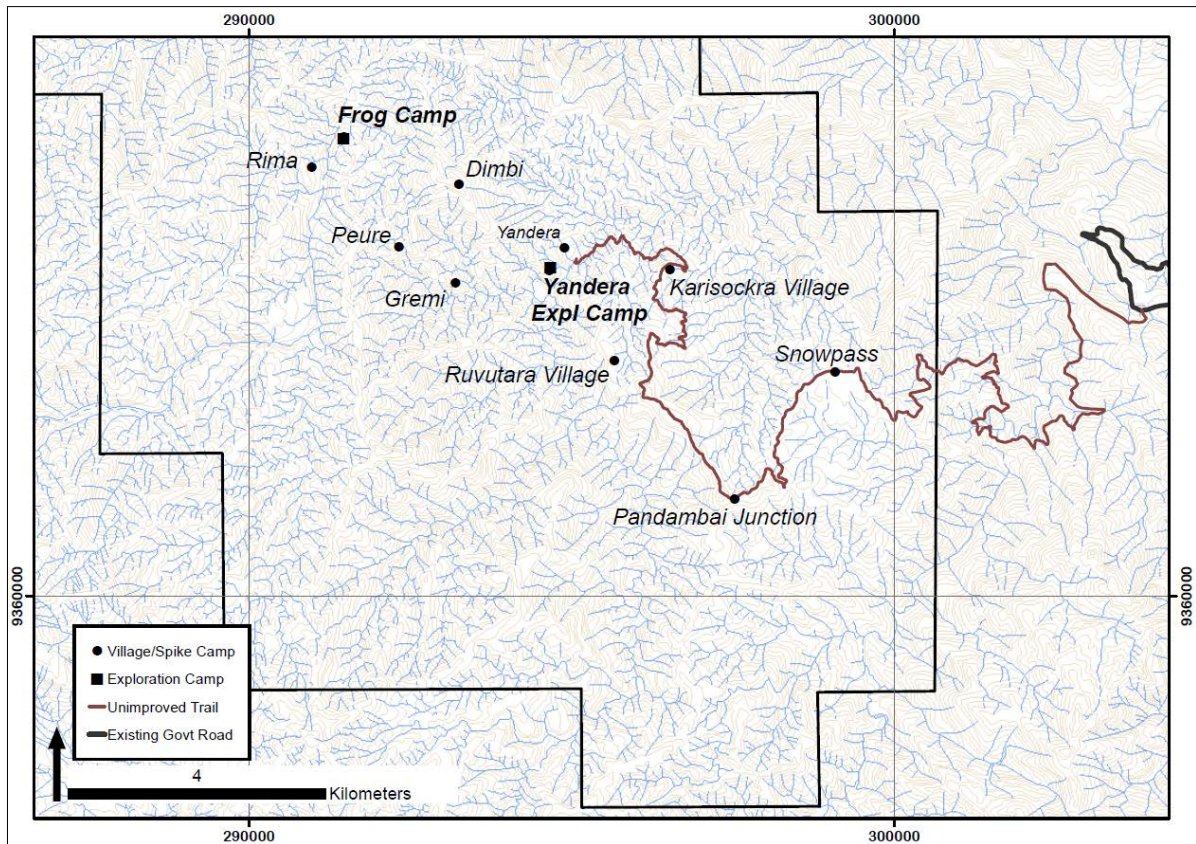 290000
300000
Frog Camp
Rima
Dimbi
Peure
Yandera
Gremi
Yandera
Expl Camp
Karisockra Village
Ruvutara Village
Snowpass
Pandambai Junction
9360000
9360000
Village/Spike Camp
Exploration Camp
Unimproved Trail
Existing Govt Road
4
Kilometers
290000
300000